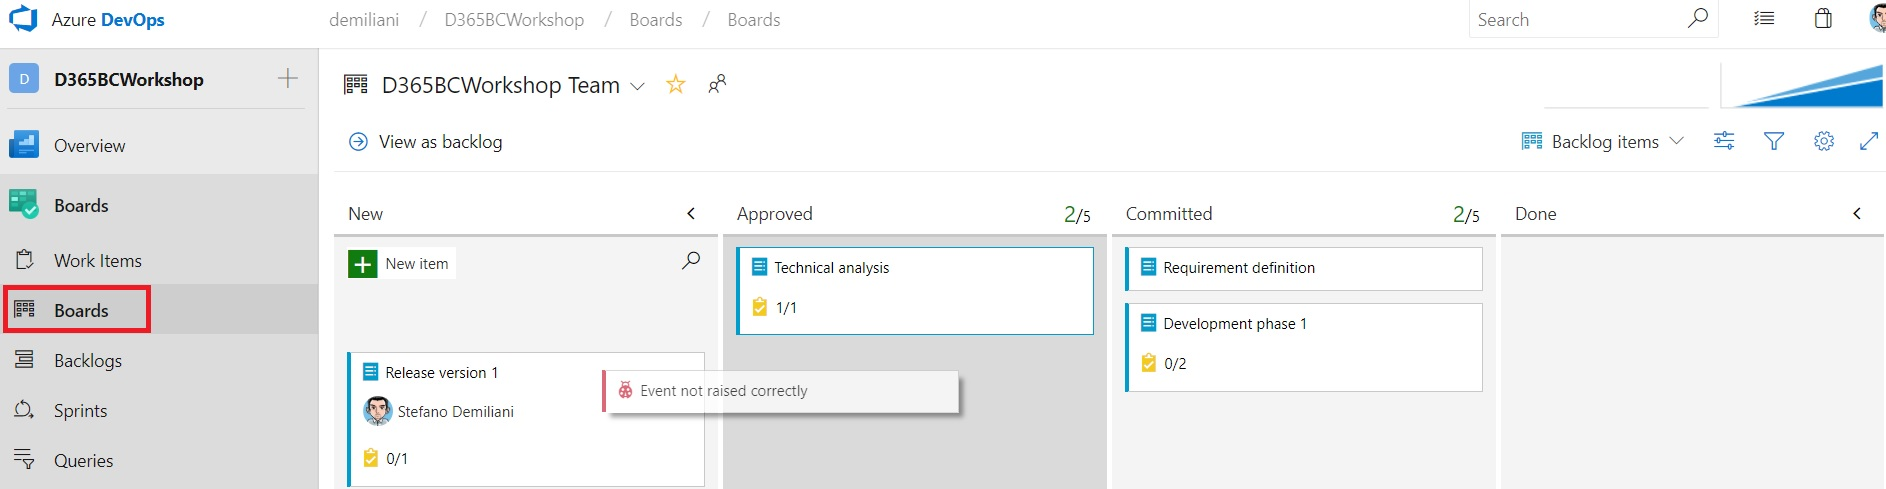 Azure DevOps
demiliani / D365BCWorkshop / Boards / Boards
Search
D D365BCWorkshop
D365BCWorkshop Team
Overview
View as backlog
Backlog items
Boards
New
Approved 2/5
Committed 2/5
Done
Work Items
New item
Technical analysis
1/1
Requirement definition
Boards
Development phase 1
0/2
Backlogs
Release version 1
Stefano Demiliani
0/1
Event not raised correctly
Sprints
Queries